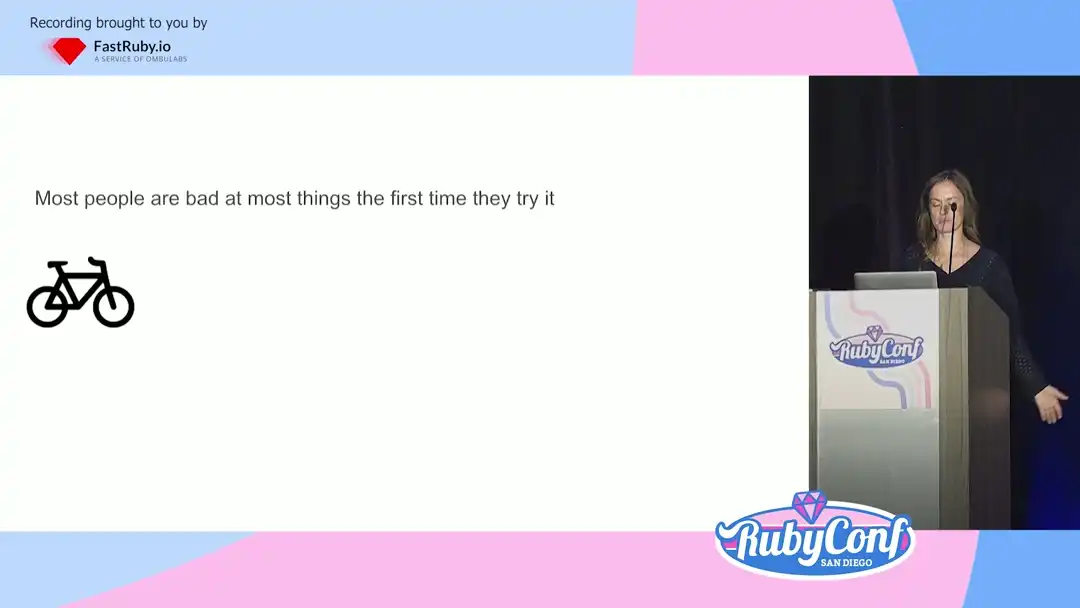 Recording brought to you by
FastRuby.io
A SERVICE OF OMBULABS
Most people are bad at most things the first time they try it
RubyConf
SAN DIEGO
RubyConf
SAN DIEGO